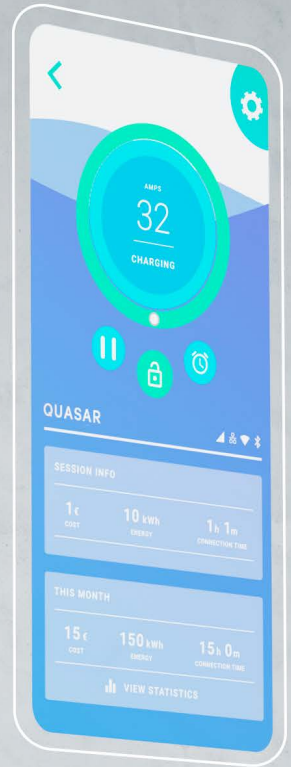 AMPS
32
CHARGING
QUASAR
SESSION INFO
1€ 10 kWh 1h 1m
COST ENERGY CONNECTION TIME
THIS MONTH
15€ 150 kWh 15h 0m
COST ENERGY CONNECTION TIME
VIEW STATISTICS